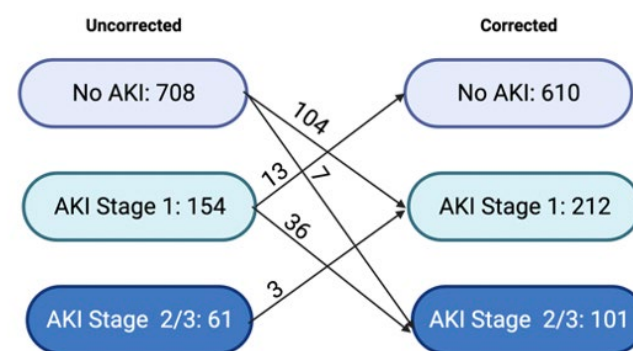 Uncorrected
Corrected
No AKI: 708
No AKI: 610
104
13
7
AKI Stage 1: 154
AKI Stage 1: 212
36
3
AKI Stage 2/3: 61
AKI Stage 2/3: 101